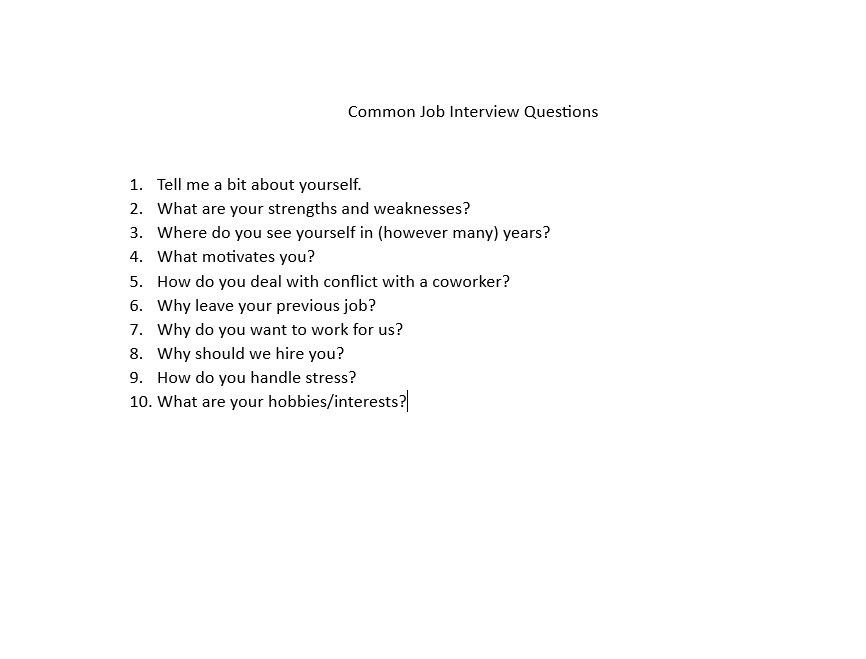 Common Job Interview Questions
1. Tell me a bit about yourself.
2. What are your strengths and weaknesses?
3. Where do you see yourself in (however many) years?
4. What motivates you?
5. How do you deal with conflict with a coworker?
6. Why leave your previous job?
7. Why do you want to work for us?
8. Why should we hire you?
9. How do you handle stress?
10. What are your hobbies/interests?